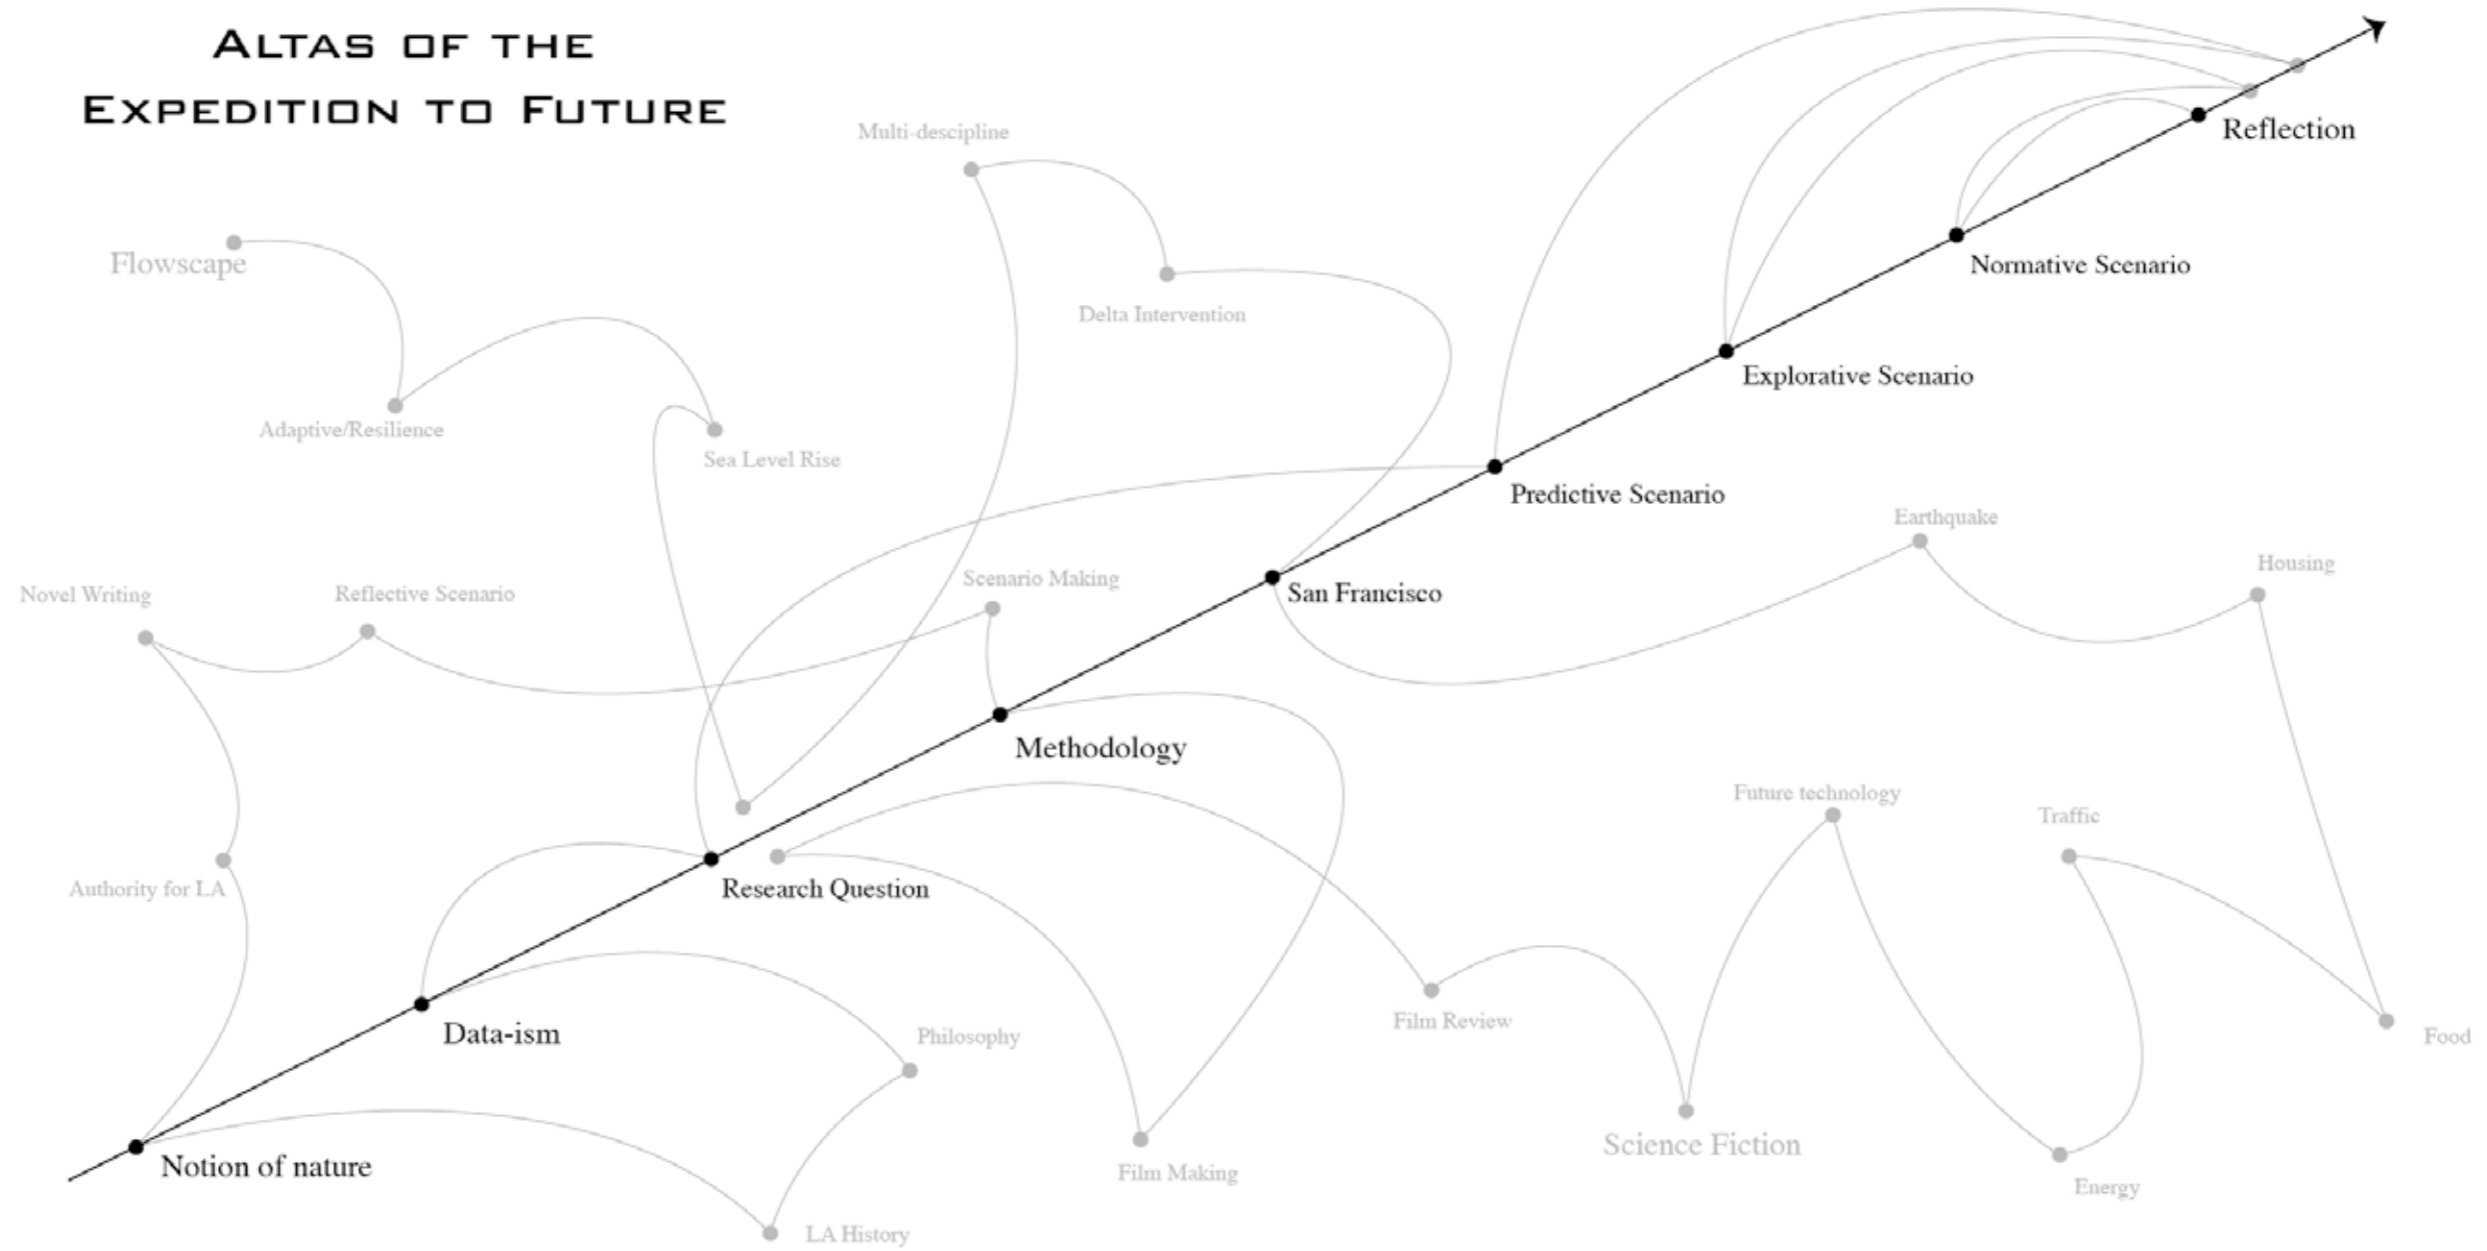 ALTAS OF THE
EXPEDITION TO FUTURE
Multi-descipline
Reflection
Flowscape
Normative Scenario
Delta Intervention
Explorative Scenario
Adaptive/Resilience
Sea Level Rise
Predictive Scenario
Earthquake
Housing
Scenario Making
Novel Writing
Reflective Scenario
San Francisco
Methodology
Future technology
Traffic
Authority for LA
Research Question
Film Review
Data-ism
Philosophy
Food
Science Fiction
Notion of nature
Film Making
Energy
LA History